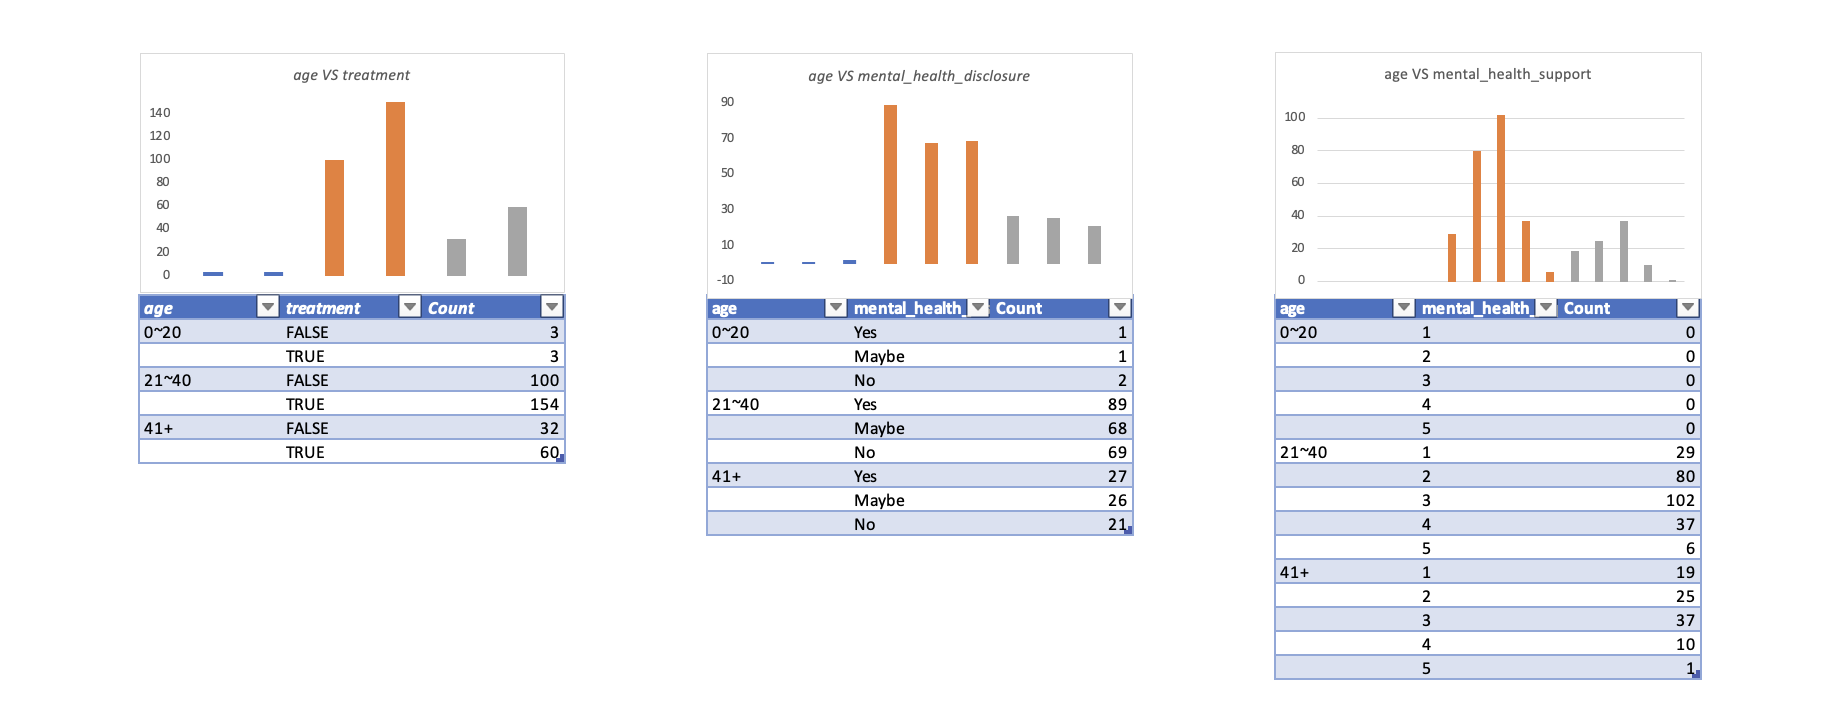 age VS treatment
140
120
100
80
60
40
20
0
age treatment Count
0~20 FALSE 3
TRUE 3
21~40 FALSE 100
TRUE 154
41+ FALSE 32
TRUE 60
age VS mental_health_disclosure
90
70
50
30
10
-10
age mental_health_ Count
0~20 Yes 1
Maybe 1
No 2
21~40 Yes 89
Maybe 68
No 69
41+ Yes 27
Maybe 26
No 21
age VS mental_health_support
100
80
60
40
20
0
age mental_health_ Count
0~20 1 0
2 0
3 0
4 0
5 0
21~40 1 29
2 80
3 102
4 37
5 6
41+ 1 19
2 25
3 37
4 10
5 1